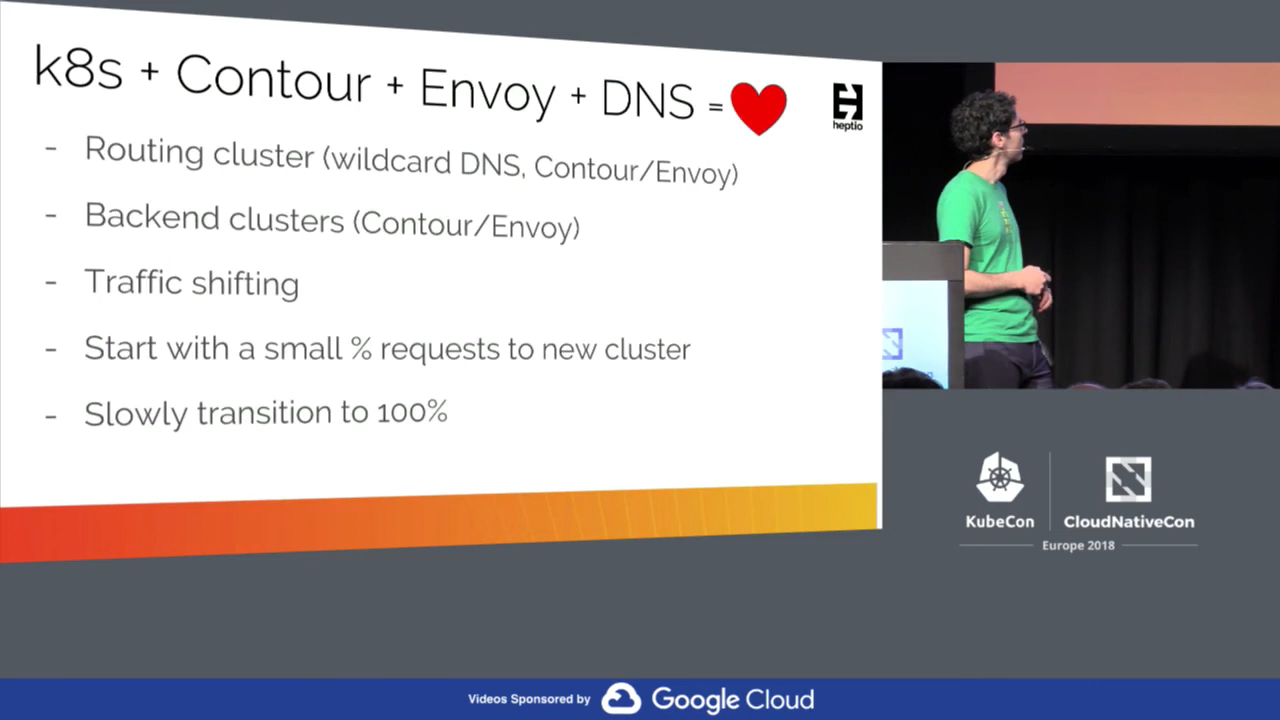 k8s + Contour + Envoy + DNS =
heptio
- Routing cluster (wildcard DNS, Contour/Envoy)
- Backend clusters (Contour/Envoy)
- Traffic shifting
- Start with a small % requests to new cluster
- Slowly transition to 100%
KubeCon
CloudNativeCon
Europe 2018
Videos Sponsored by Google Cloud